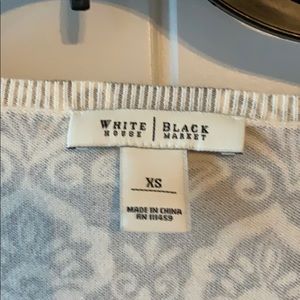 WHITE | BLACK
HOUSE | MARKET
XS
MADE IN CHINA
RN 111459